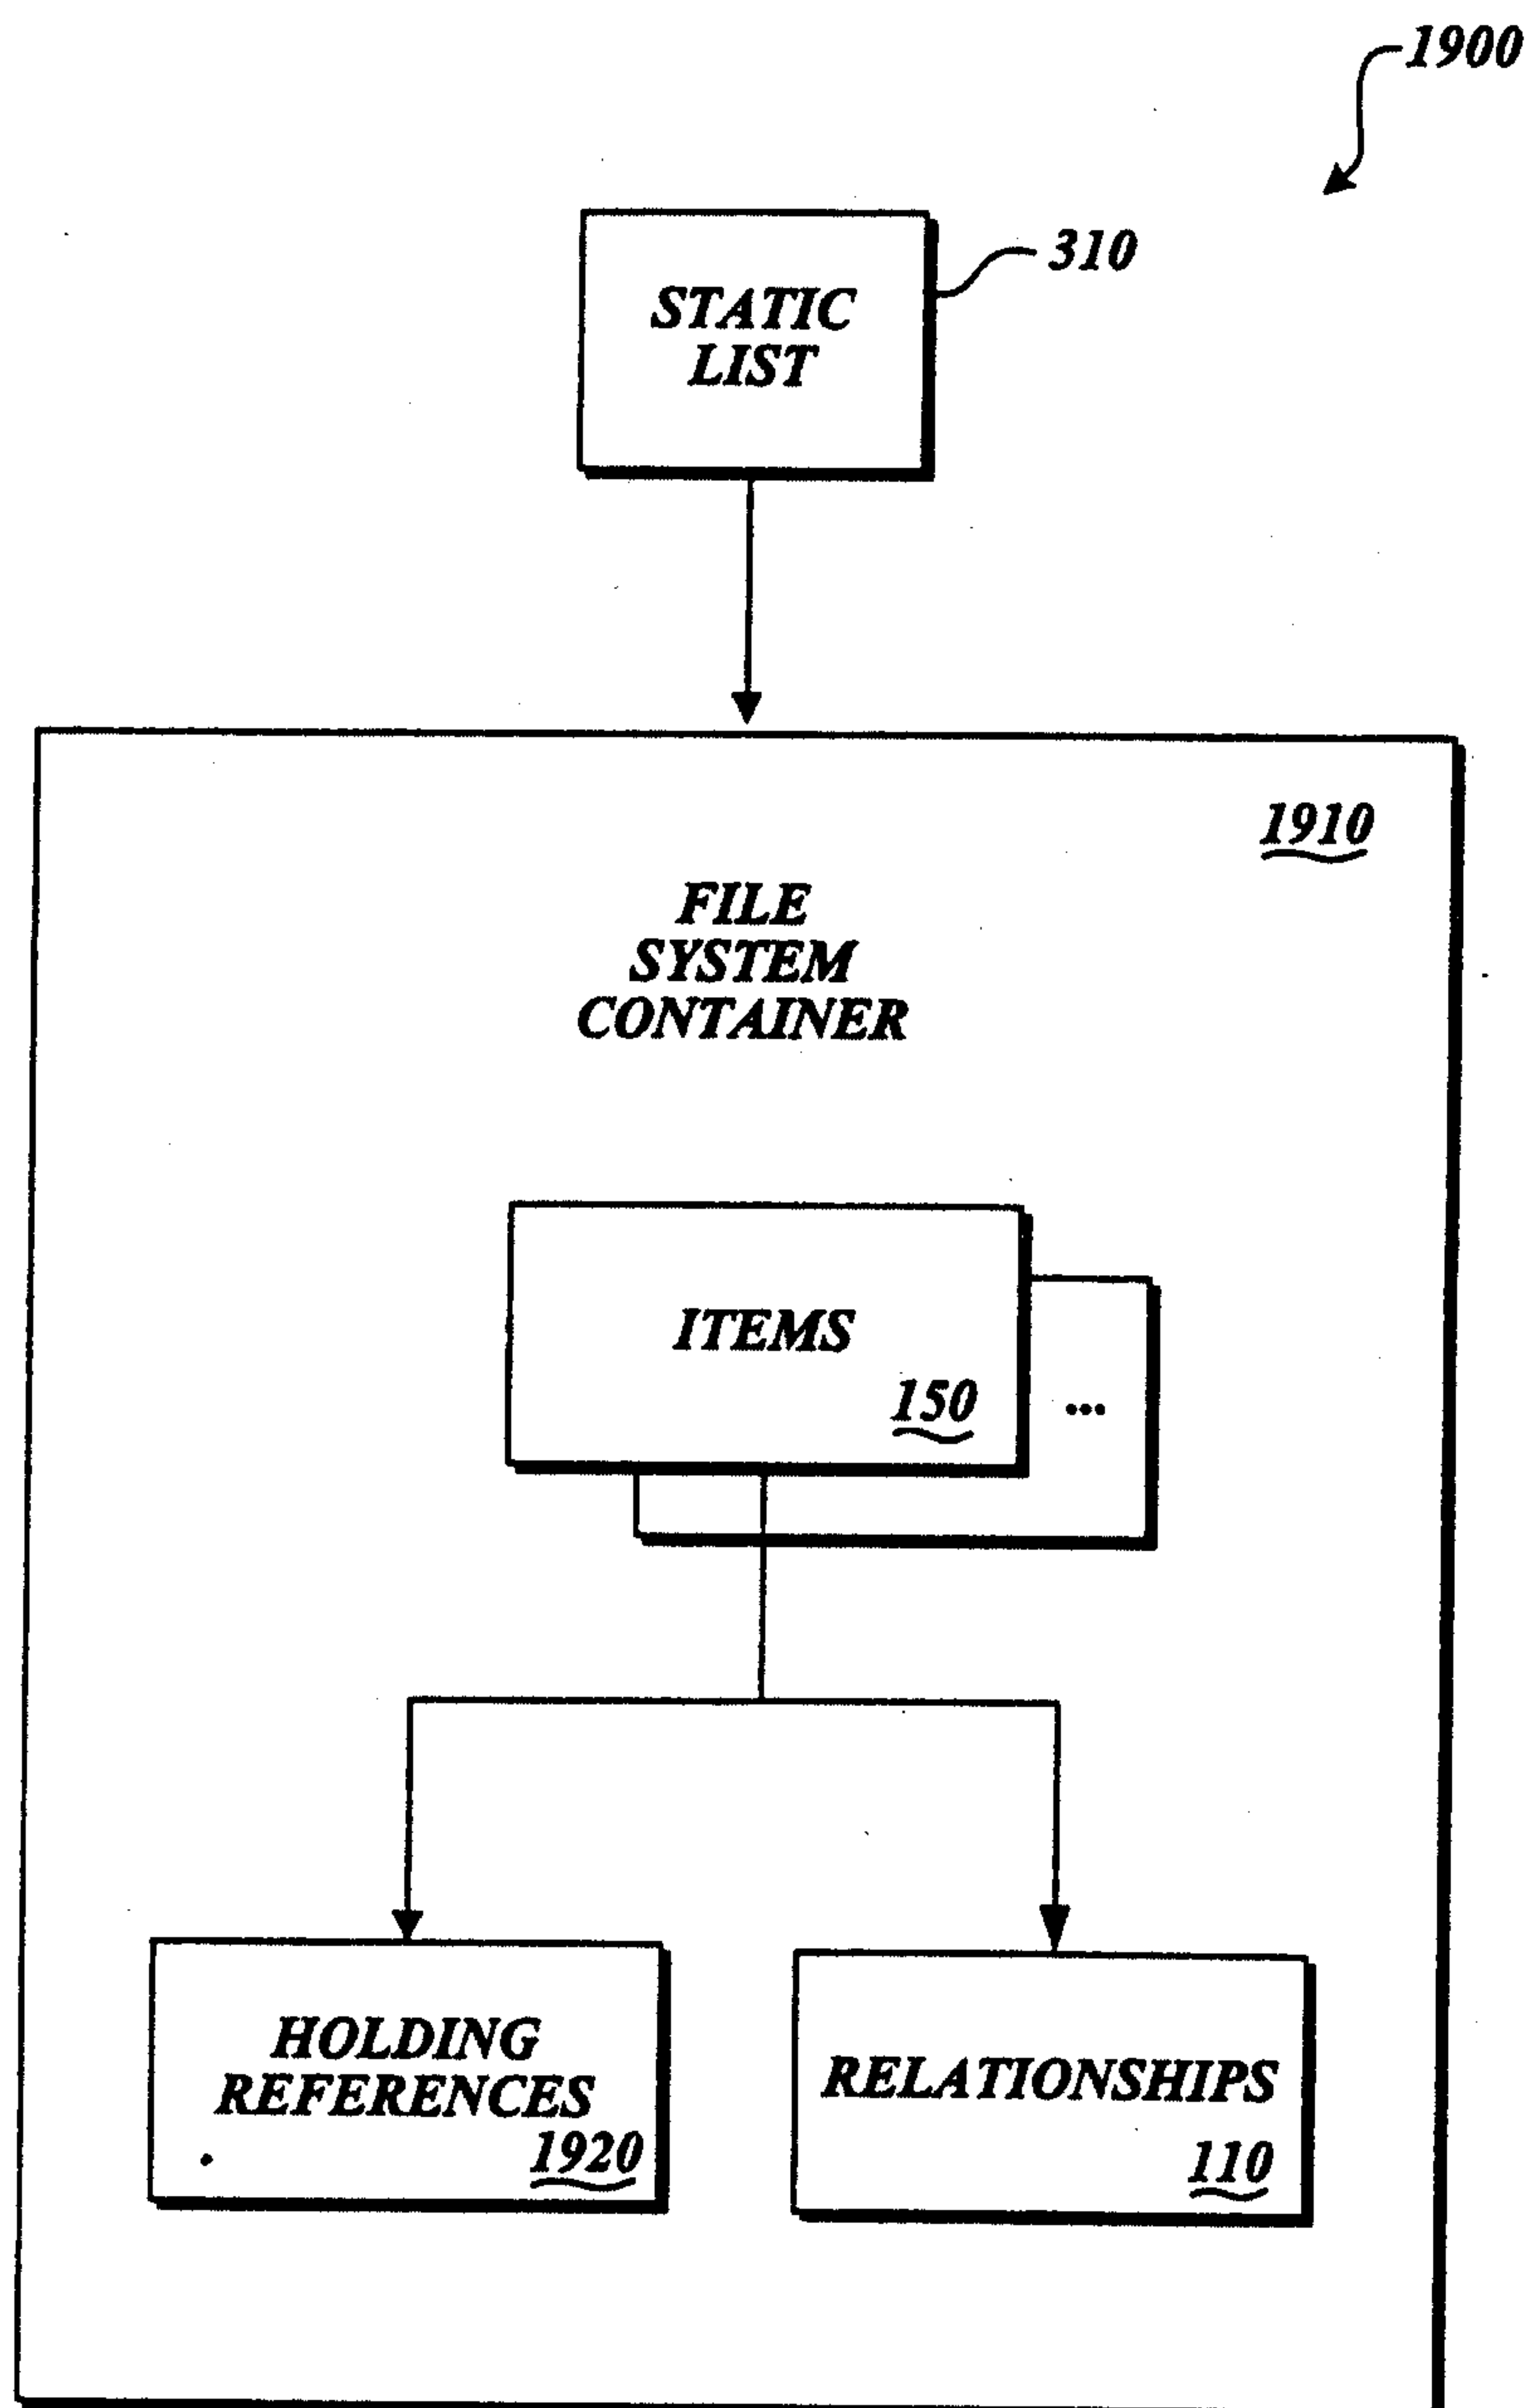 1900
310
STATIC
LIST
1910
FILE
SYSTEM
CONTAINER
ITEMS
150
...
HOLDING
REFERENCES
1920
RELATIONSHIPS
110